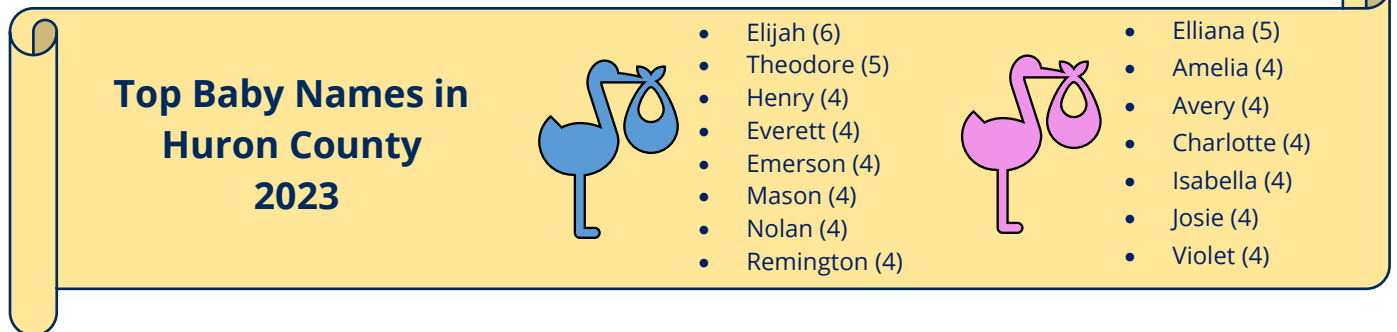 Top Baby Names in
Huron County
2023
• Elijah (6)
• Theodore (5)
• Henry (4)
• Everett (4)
• Emerson (4)
• Mason (4)
• Nolan (4)
• Remington (4)
• Elliana (5)
• Amelia (4)
• Avery (4)
• Charlotte (4)
• Isabella (4)
• Josie (4)
• Violet (4)